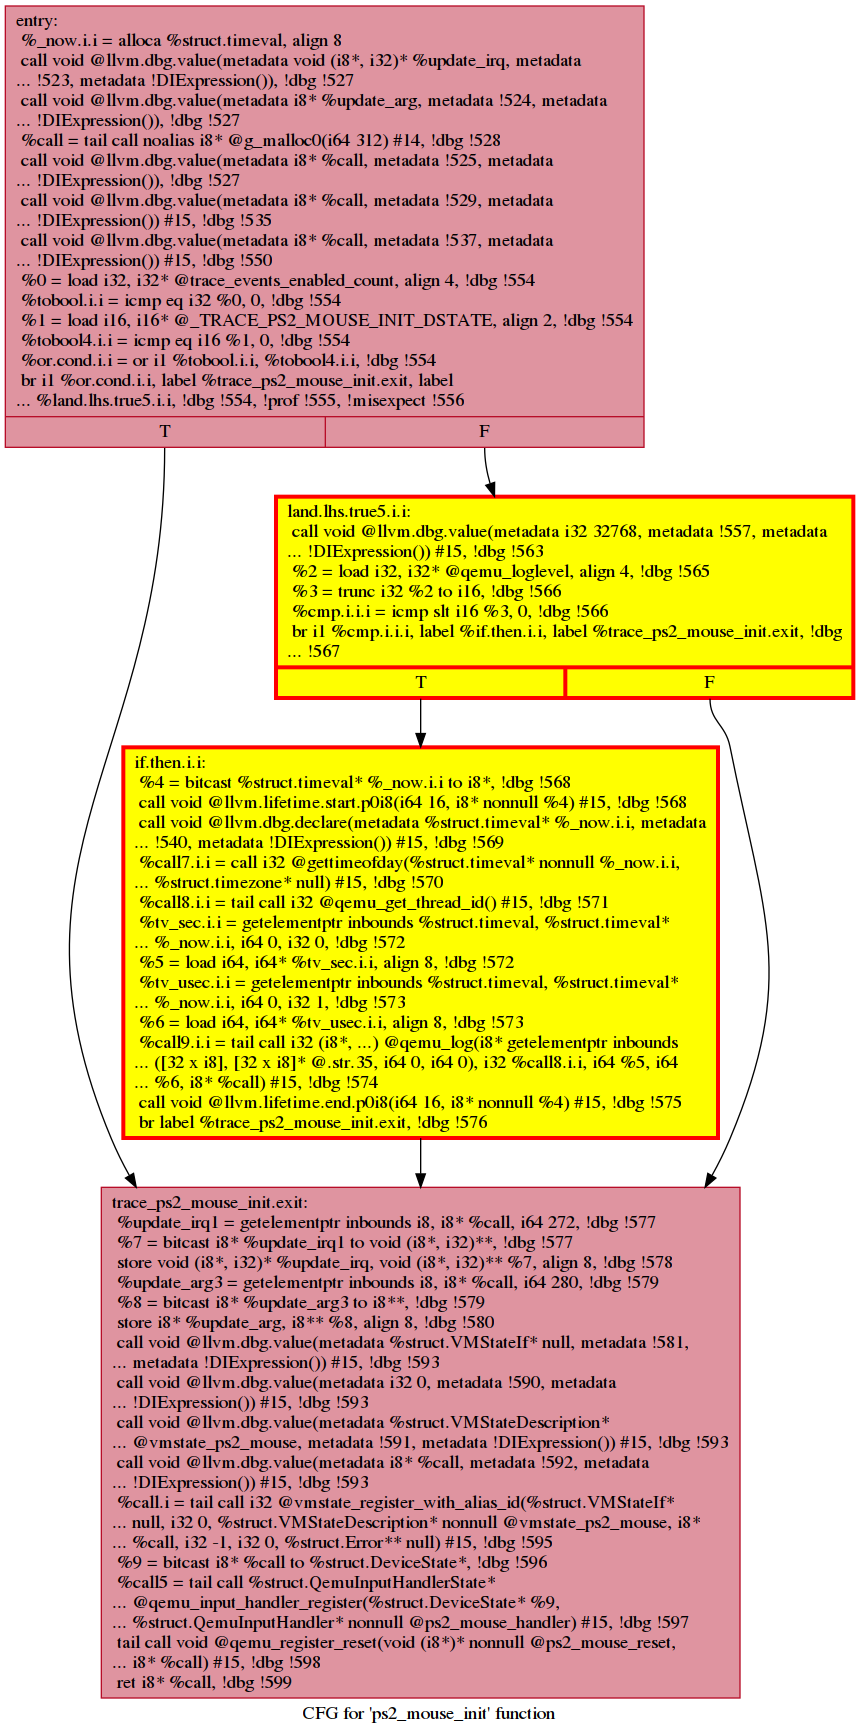 entry:
%_now.i.i = alloca %struct.timeval, align 8
call void @llvm.dbg.value(metadata void (i8*, i32)* %update_irq, metadata
... !523, metadata !DIExpression()), !dbg !527
call void @llvm.dbg.value(metadata i8* %update_arg, metadata !524, metadata
... !DIExpression()), !dbg !527
%call = tail call noalias i8* @g_malloc0(i64 312) #14, !dbg !528
call void @llvm.dbg.value(metadata i8* %call, metadata !525, metadata
... !DIExpression()), !dbg !527
call void @llvm.dbg.value(metadata i8* %call, metadata !529, metadata
... !DIExpression()) #15, !dbg !535
call void @llvm.dbg.value(metadata i8* %call, metadata !537, metadata
... !DIExpression()) #15, !dbg !550
%0 = load i32, i32* @trace_events_enabled_count, align 4, !dbg !554
%tobool.i.i = icmp eq i32 %0, 0, !dbg !554
%1 = load i16, i16* @_TRACE_PS2_MOUSE_INIT_DSTATE, align 2, !dbg !554
%tobool4.i.i = icmp eq i16 %1, 0, !dbg !554
%or.cond.i.i = or i1 %tobool.i.i, %tobool4.i.i, !dbg !554
br i1 %or.cond.i.i, label %trace_ps2_mouse_init.exit, label
... %land.lhs.true5.i.i, !dbg !554, !prof !555, !misexpect !556
T F
land.lhs.true5.i.i:
call void @llvm.dbg.value(metadata i32 32768, metadata !557, metadata
... !DIExpression()) #15, !dbg !563
%2 = load i32, i32* @qemu_loglevel, align 4, !dbg !565
%3 = trunc i32 %2 to i16, !dbg !566
%cmp.i.i.i = icmp slt i16 %3, 0, !dbg !566
br i1 %cmp.i.i.i, label %if.then.i.i, label %trace_ps2_mouse_init.exit, !dbg
... !567
T F
if.then.i.i:
%4 = bitcast %struct.timeval* %_now.i.i to i8*, !dbg !568
call void @llvm.lifetime.start.p0i8(i64 16, i8* nonnull %4) #15, !dbg !568
call void @llvm.dbg.declare(metadata %struct.timeval* %_now.i.i, metadata
... !540, metadata !DIExpression()) #15, !dbg !569
%call7.i.i = call i32 @gettimeofday(%struct.timeval* nonnull %_now.i.i,
... %struct.timezone* null) #15, !dbg !570
%call8.i.i = tail call i32 @qemu_get_thread_id() #15, !dbg !571
%tv_sec.i.i = getelementptr inbounds %struct.timeval, %struct.timeval*
... %_now.i.i, i64 0, i32 0, !dbg !572
%5 = load i64, i64* %tv_sec.i.i, align 8, !dbg !572
%tv_usec.i.i = getelementptr inbounds %struct.timeval, %struct.timeval*
... %_now.i.i, i64 0, i32 1, !dbg !573
%6 = load i64, i64* %tv_usec.i.i, align 8, !dbg !573
%call9.i.i = tail call i32 (i8*, ...) @qemu_log(i8* getelementptr inbounds
... ([32 x i8], [32 x i8]* @.str.35, i64 0, i64 0), i32 %call8.i.i, i64 %5, i64
... %6, i8* %call) #15, !dbg !574
call void @llvm.lifetime.end.p0i8(i64 16, i8* nonnull %4) #15, !dbg !575
br label %trace_ps2_mouse_init.exit, !dbg !576
trace_ps2_mouse_init.exit:
%update_irq1 = getelementptr inbounds i8, i8* %call, i64 272, !dbg !577
%7 = bitcast i8* %update_irq1 to void (i8*, i32)**, !dbg !577
store void (i8*, i32)* %update_irq, void (i8*, i32)** %7, align 8, !dbg !578
%update_arg3 = getelementptr inbounds i8, i8* %call, i64 280, !dbg !579
%8 = bitcast i8* %update_arg3 to i8**, !dbg !579
store i8* %update_arg, i8** %8, align 8, !dbg !580
call void @llvm.dbg.value(metadata %struct.VMStateIf* null, metadata !581,
... metadata !DIExpression()) #15, !dbg !593
call void @llvm.dbg.value(metadata i32 0, metadata !590, metadata
... !DIExpression()) #15, !dbg !593
call void @llvm.dbg.value(metadata %struct.VMStateDescription*
... @vmstate_ps2_mouse, metadata !591, metadata !DIExpression()) #15, !dbg !593
call void @llvm.dbg.value(metadata i8* %call, metadata !592, metadata
... !DIExpression()) #15, !dbg !593
%call.i = tail call i32 @vmstate_register_with_alias_id(%struct.VMStateIf*
... null, i32 0, %struct.VMStateDescription* nonnull @vmstate_ps2_mouse, i8*
... %call, i32 -1, i32 0, %struct.Error** null) #15, !dbg !595
%9 = bitcast i8* %call to %struct.DeviceState*, !dbg !596
%call5 = tail call %struct.QemuInputHandlerState*
... @qemu_input_handler_register(%struct.DeviceState* %9,
... %struct.QemuInputHandler* nonnull @ps2_mouse_handler) #15, !dbg !597
tail call void @qemu_register_reset(void (i8*)* nonnull @ps2_mouse_reset,
... i8* %call) #15, !dbg !598
ret i8* %call, !dbg !599
CFG for 'ps2_mouse_init' function